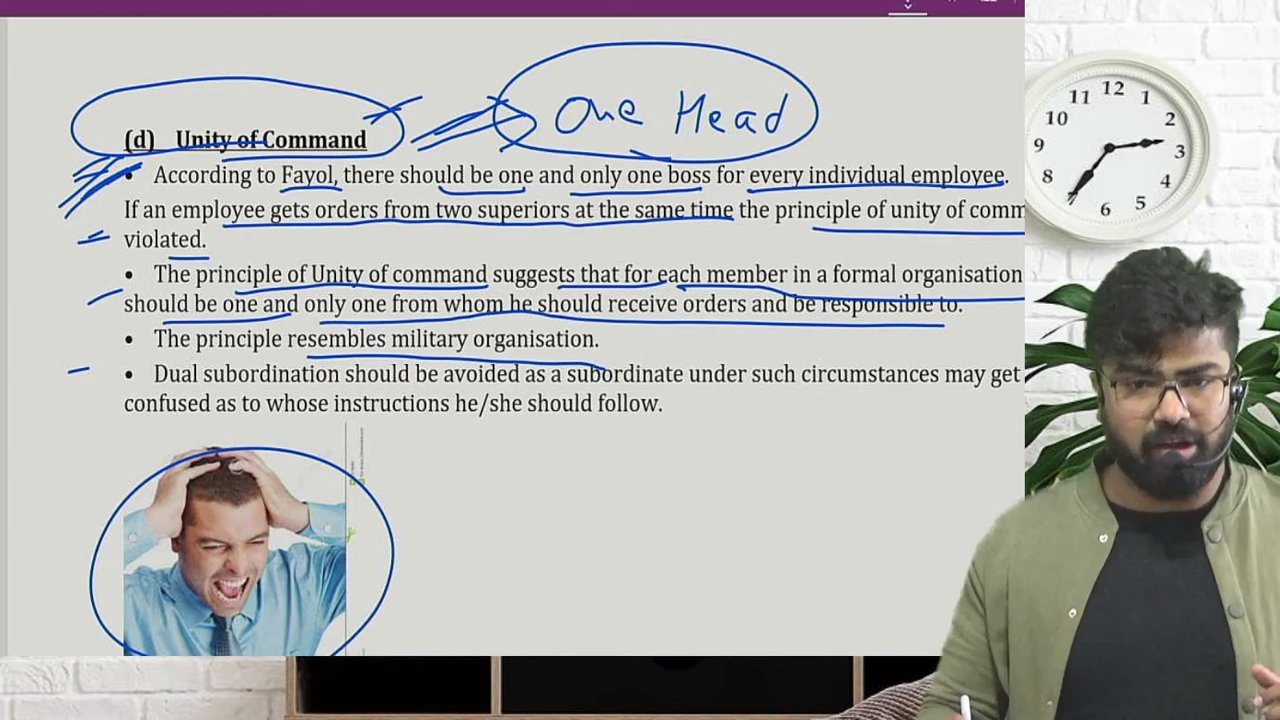 One Head
(d) Unity of Command
• According to Fayol, there should be one and only one boss for every individual employee.
If an employee gets orders from two superiors at the same time the principle of unity of comm
violated.
• The principle of Unity of command suggests that for each member in a formal organisation
should be one and only one from whom he should receive orders and be responsible to.
• The principle resembles military organisation.
• Dual subordination should be avoided as a subordinate under such circumstances may get
confused as to whose instructions he/she should follow.
12
11 1
10 2
9 3
8 4
5
6